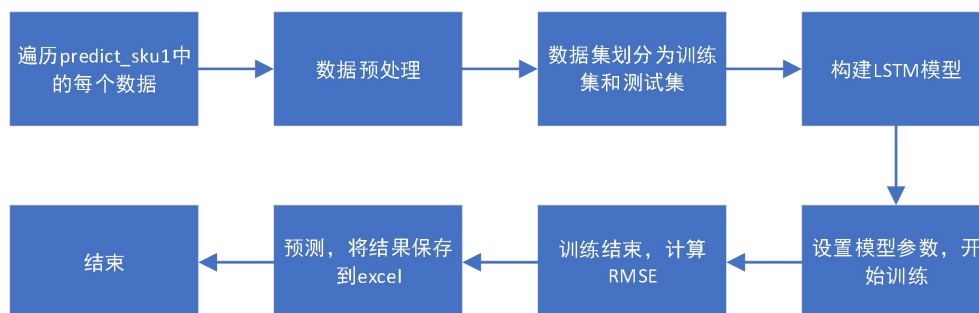 遍历predict_sku1中
的每个数据
数据预处理
数据集划分为训练
集和测试集
构建LSTM模型
设置模型参数，开
始训练
训练结束，计算
RMSE
预测，将结果保存
到excel
结束